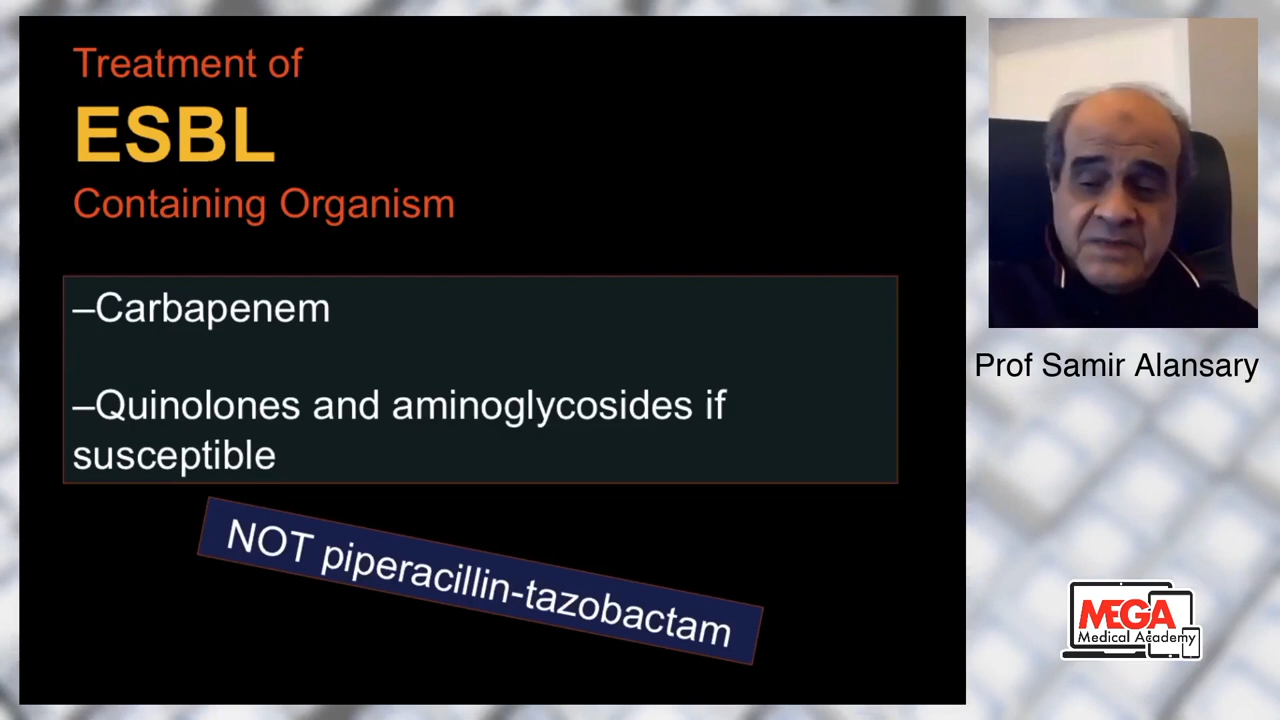 Treatment of
ESBL
Containing Organism
–Carbapenem
–Quinolones and aminoglycosides if
susceptible
NOT piperacillin-tazobactam
Prof Samir Alansary
MEGA
Medical Academy